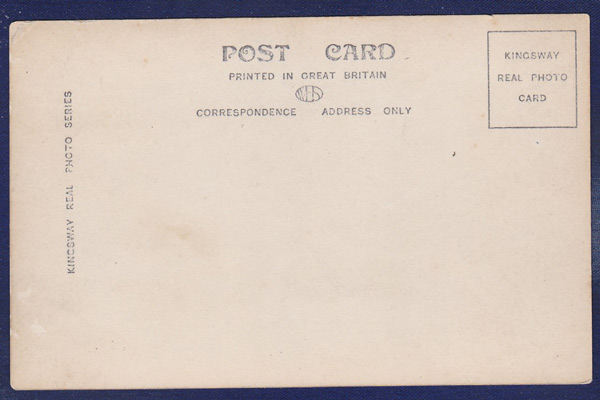 POST CARD
PRINTED IN GREAT BRITAIN
WHS
CORRESPONDENCE ADDRESS ONLY
KINGSWAY
REAL PHOTO
CARD
KINGSWAY REAL PHOTO SERIES